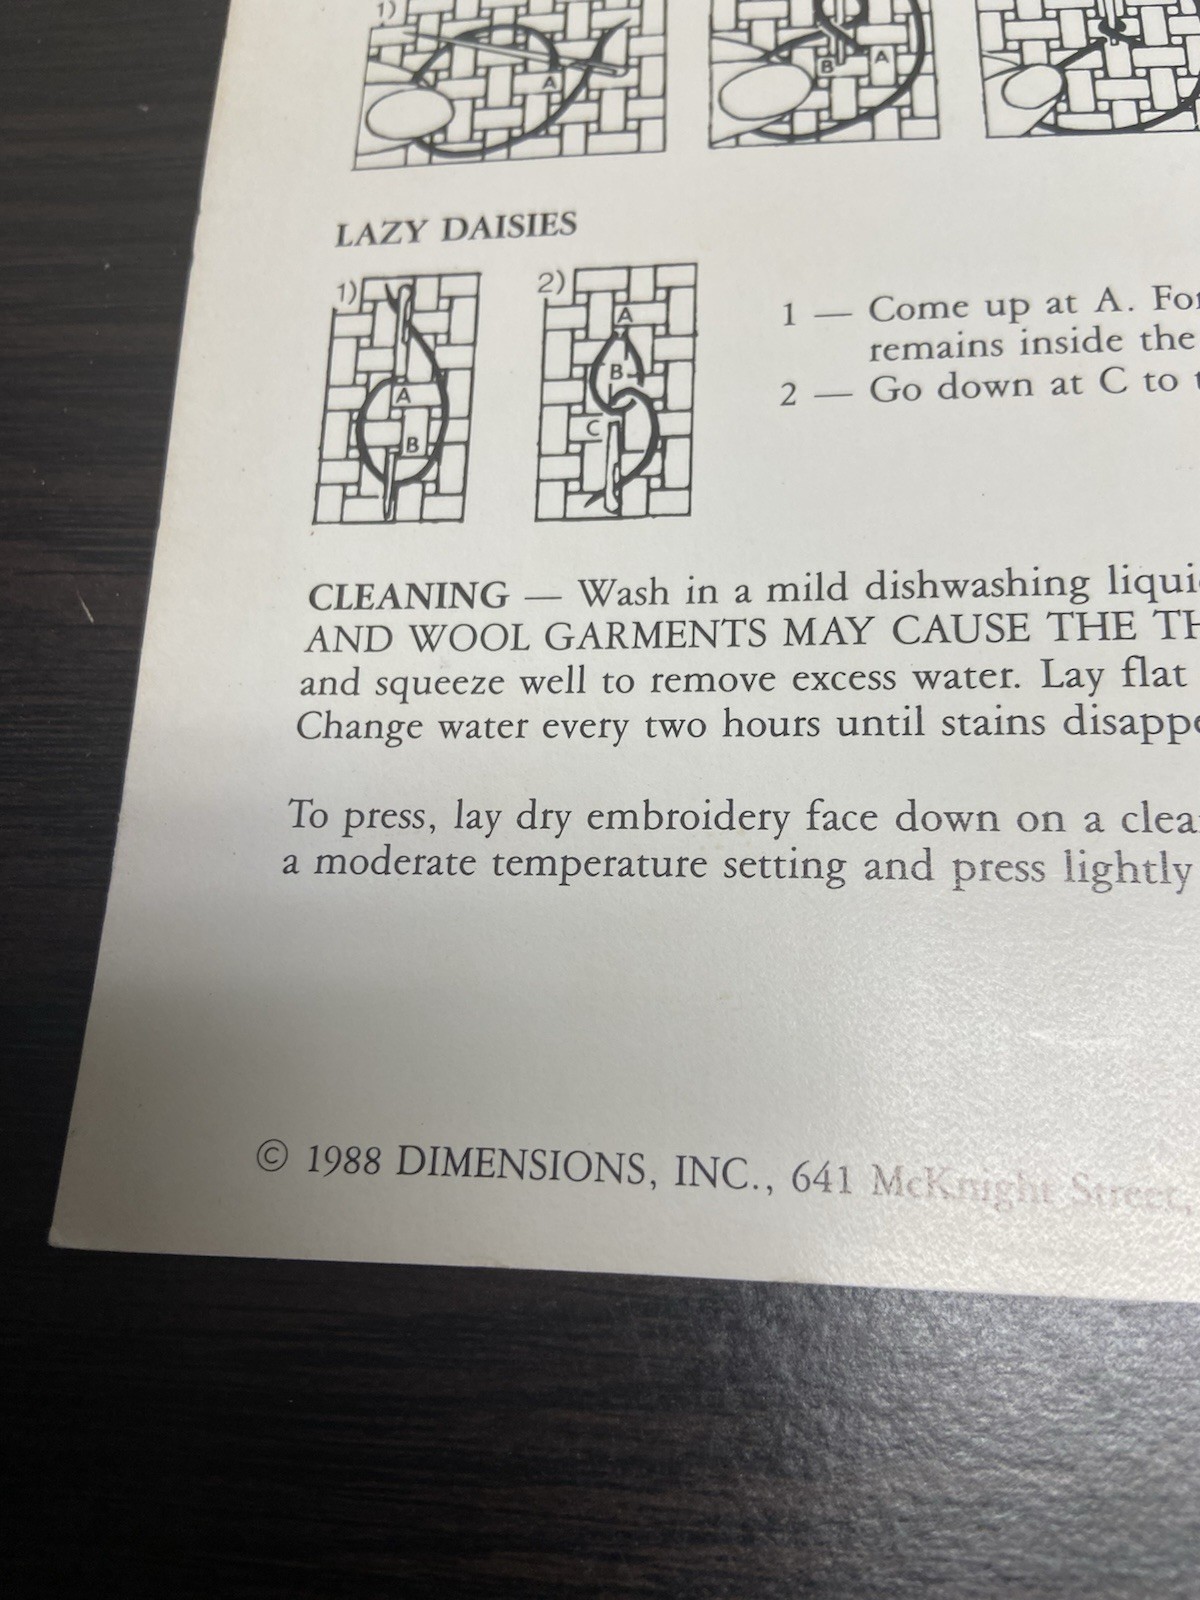 1)
A
B
A
LAZY DAISIES
1)
A
B
2)
A
B
C
1 — Come up at A.
remains inside the
2 — Go down at C to
CLEANING — Wash in a mild dishwashing
AND WOOL GARMENTS MAY CAUSE THE
and squeeze well to remove excess water. Lay flat
Change water every two hours until stains
To press, lay dry embroidery face down on a
a moderate temperature setting and press lightly
© 1988 DIMENSIONS, INC., 641 McKnight Street,